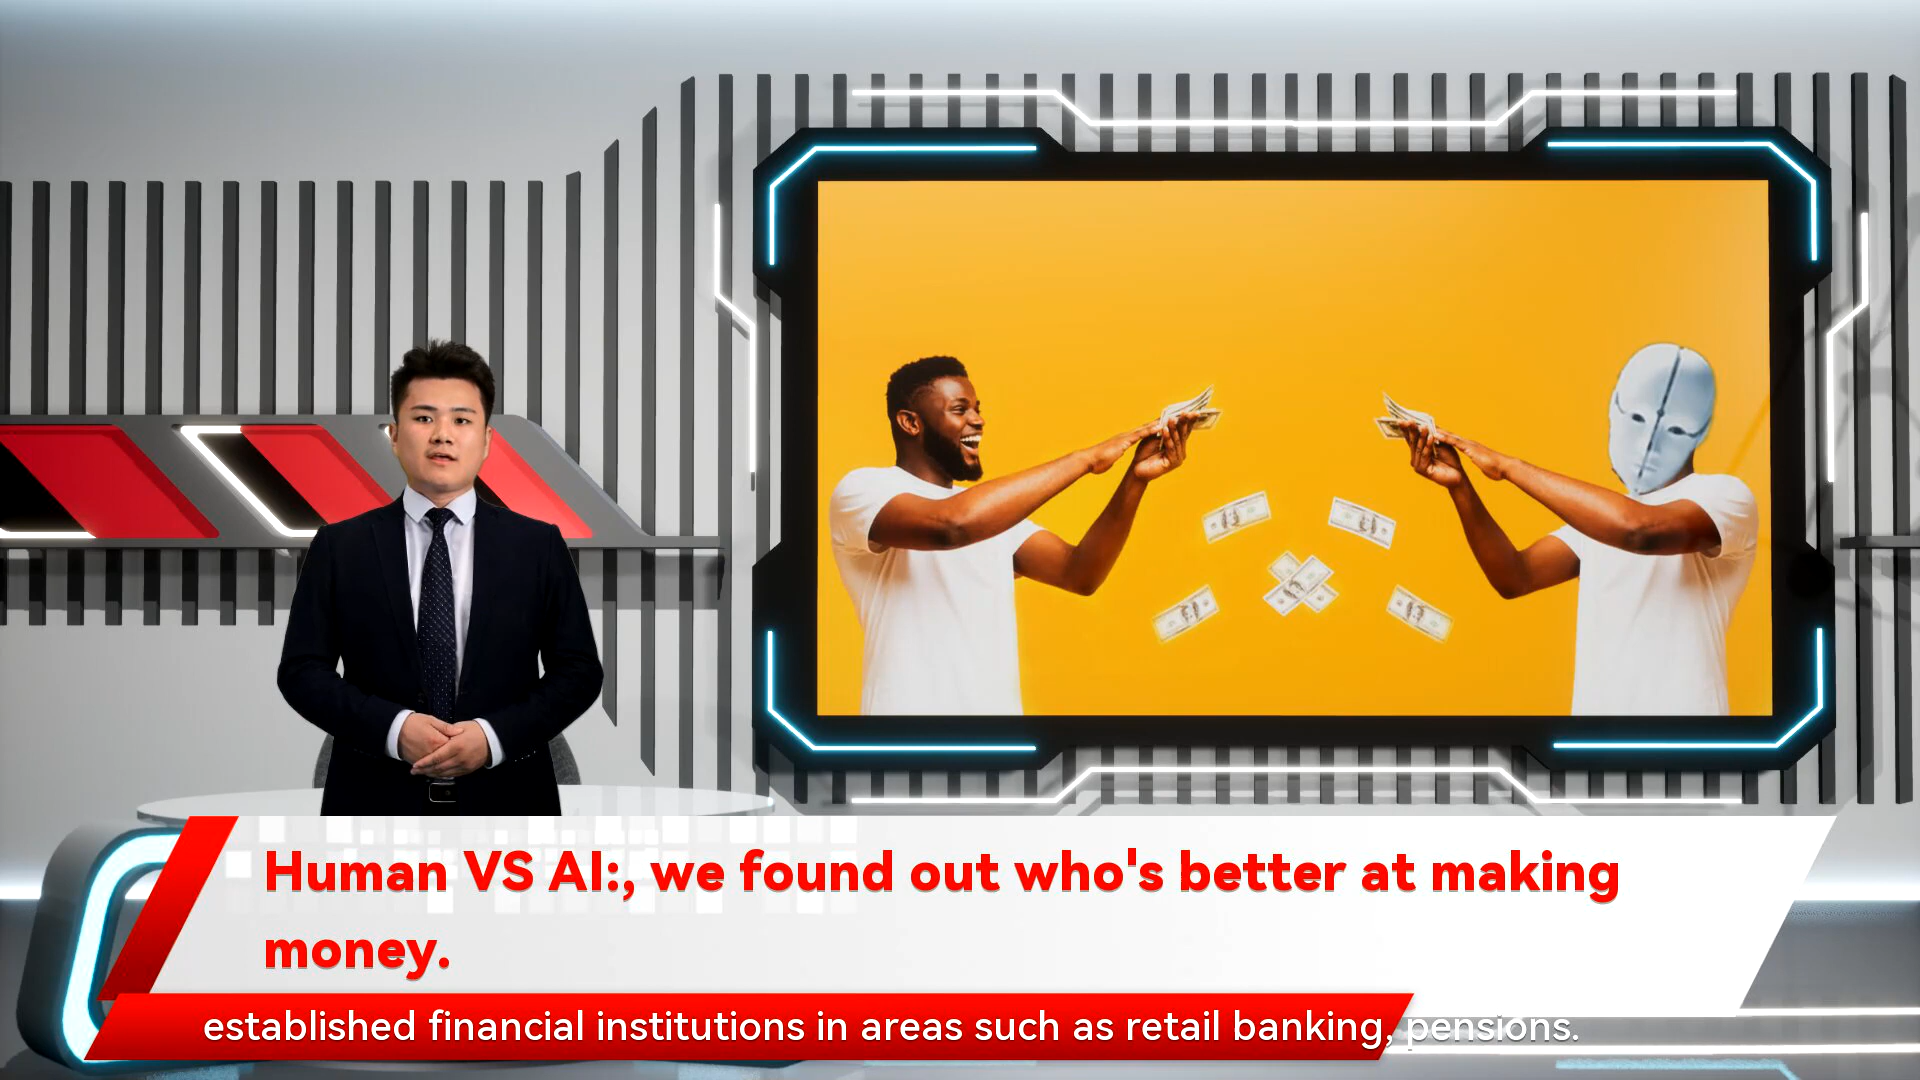 Human VS AI:, we found out who's better at making
money.
established financial institutions in areas such as retail banking, pensions.